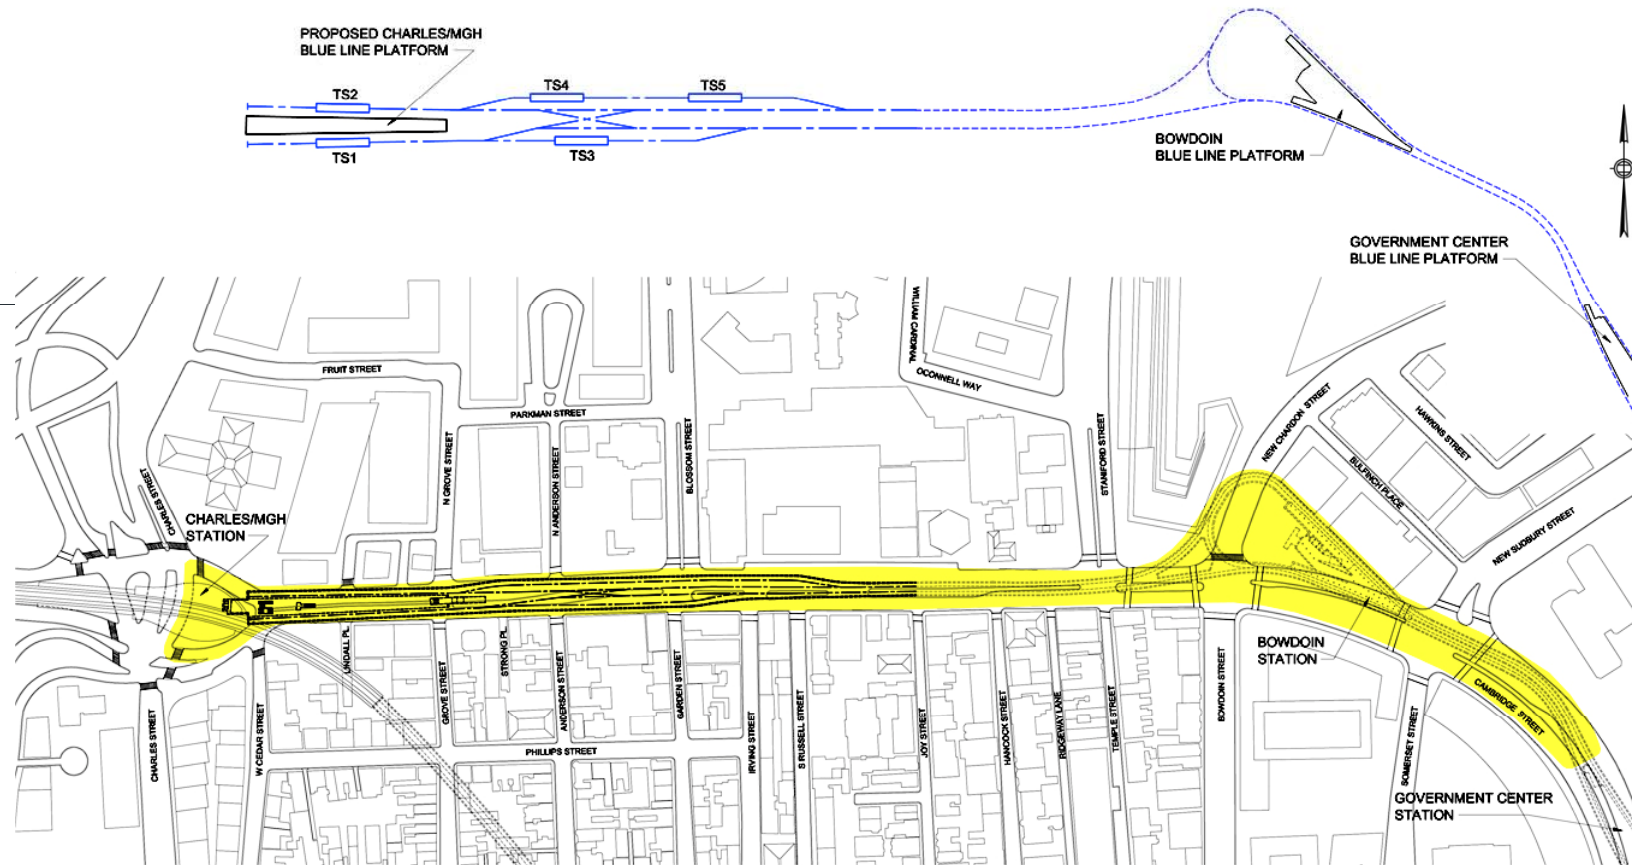 PROPOSED CHARLES/MGH
BLUE LINE PLATFORM
TS2
TS4
TS5
TS1
TS3
BOWDOIN
BLUE LINE PLATFORM
GOVERNMENT CENTER
BLUE LINE PLATFORM
FRUIT STREET
PARKMAN STREET
WILLIAM CARDINAL
OCONNELL WAY
N GROVE STREET
N ANDERSON STREET
BLOSSOM STREET
STANIFORD STREET
NEW CHARDON STREET
HAWKINS STREET
BULFINCH PLACE
NEW SUDBURY STREET
CHARLES STREET
CHARLES/MGH
STATION
BOWDOIN
STATION
CAMBRIDGE STREET
LINDALL PL
GROVE STREET
STRONG PL
ANDERSON STREET
GARDEN STREET
PHILLIPS STREET
CHARLES STREET
W CEDAR STREET
IRVING STREET
S RUSSELL STREET
JOY STREET
HANCOCK STREET
RIDGEWAY LANE
TEMPLE STREET
BOWDOIN STREET
SOMERSET STREET
GOVERNMENT CENTER
STATION